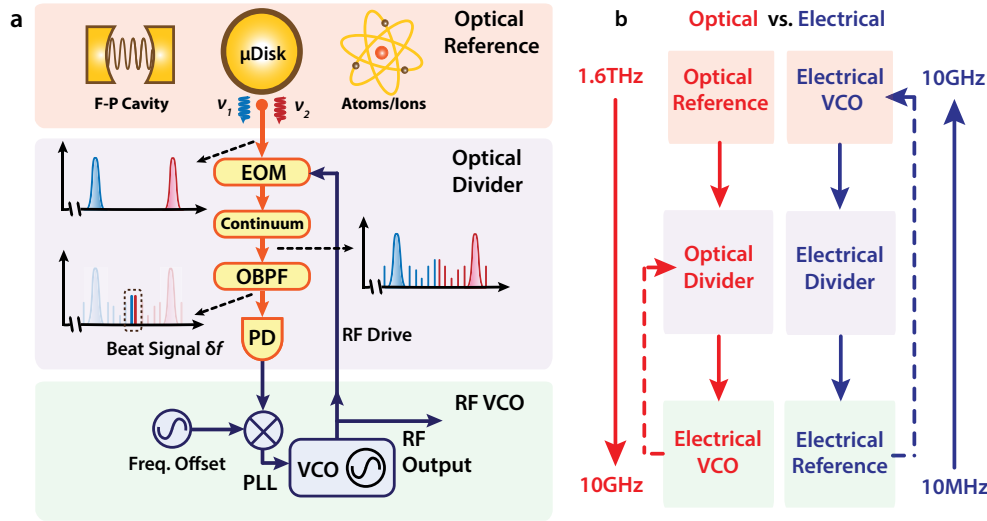 a
Optical
Reference
μDisk
F-P Cavity
ν1
ν2
Atoms/Ions
Optical
Divider
EOM
Continuum
OBPF
PD
Beat Signal δf
RF Drive
RF VCO
RF
Output
Freq. Offset
PLL
VCO
b
Optical vs. Electrical
1.6THz
Optical
Reference
Electrical
VCO
10GHz
Optical
Divider
Electrical
Divider
Electrical
VCO
Electrical
Reference
10GHz
10MHz